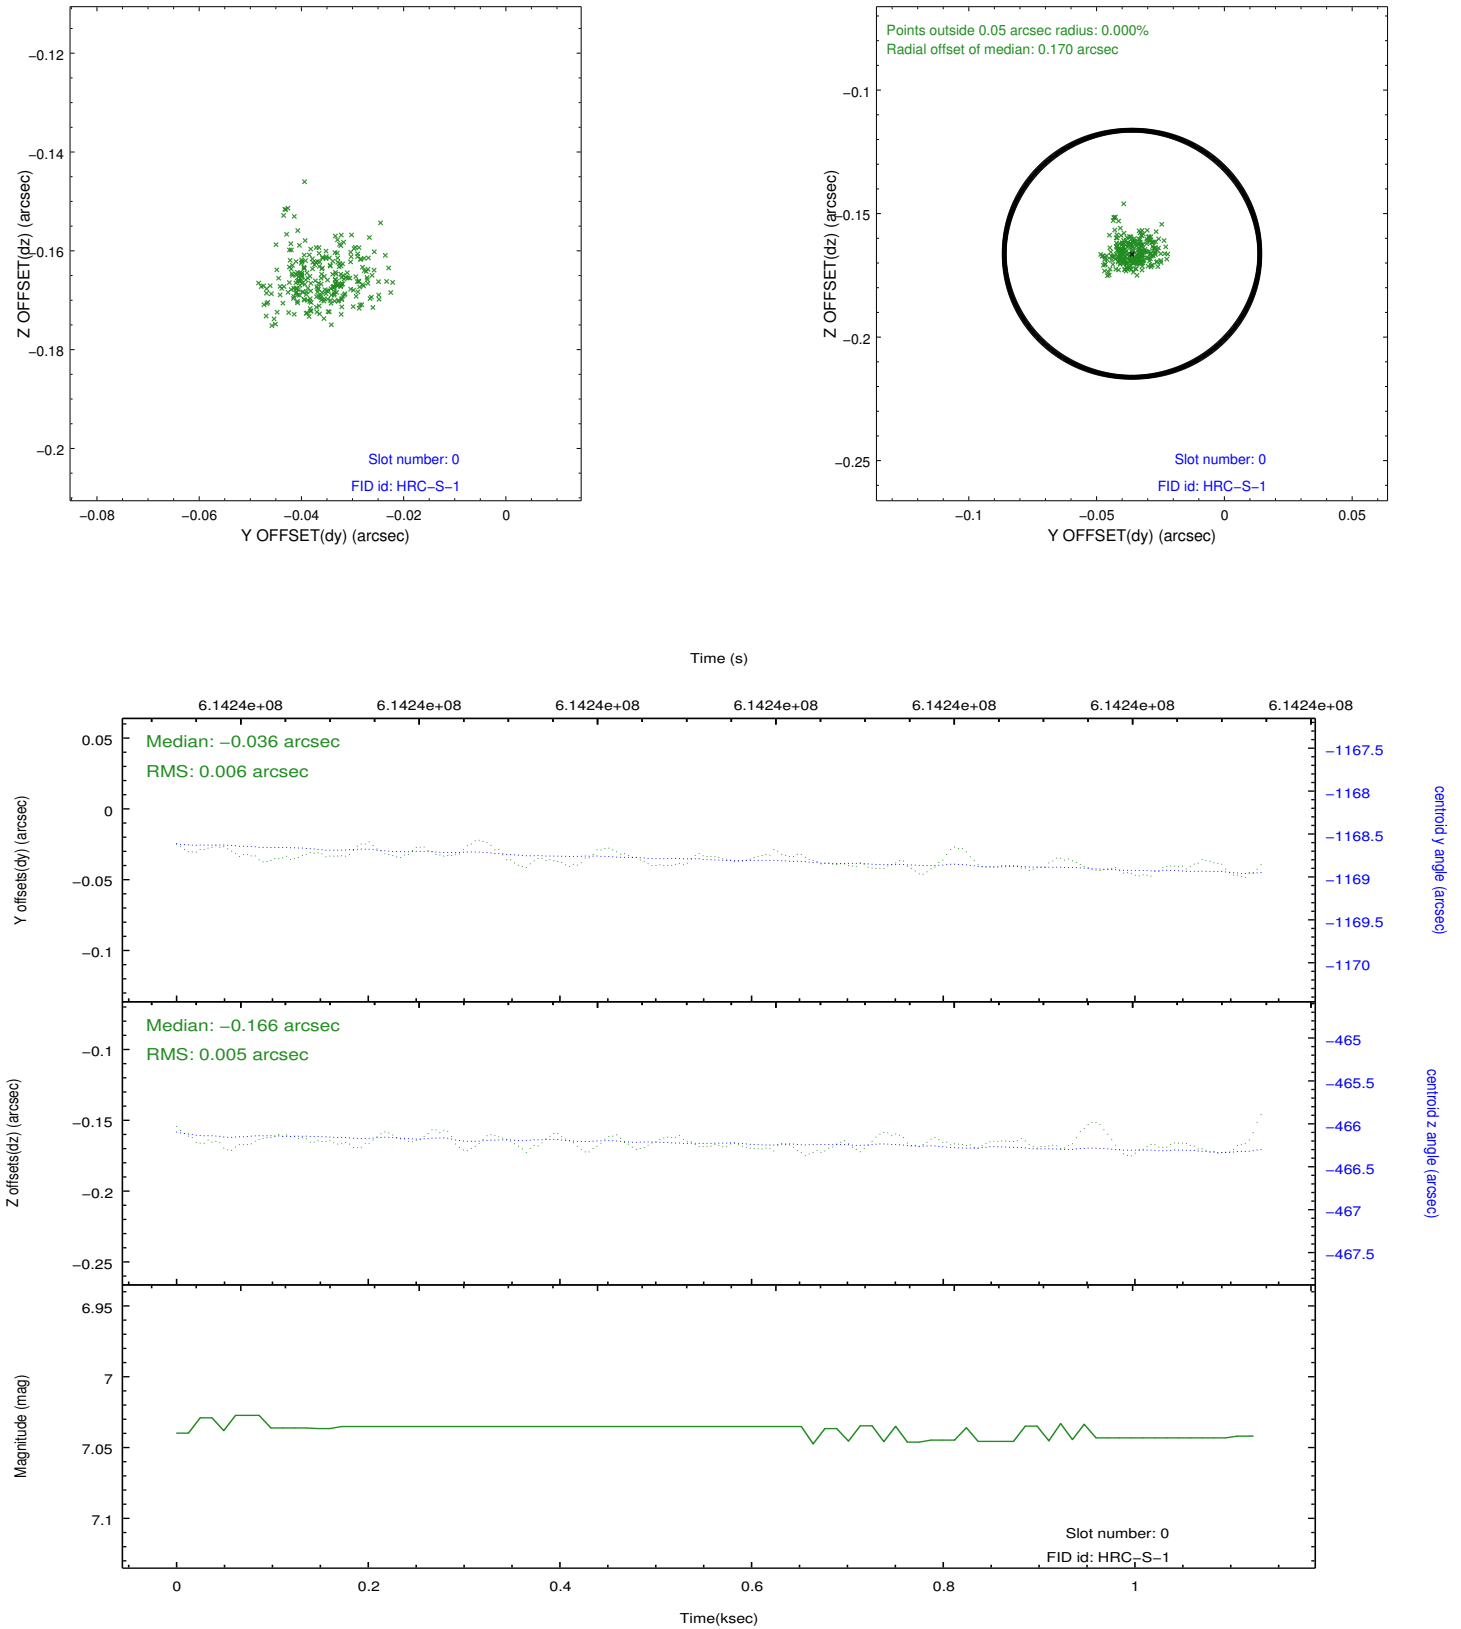 −0.12
−0.14
−0.16
−0.18
−0.2
Z OFFSET(dz) (arcsec)
Slot number: 0
FID id: HRC−S−1
−0.08 −0.06 −0.04 −0.02 0
Y OFFSET(dy) (arcsec)
Points outside 0.05 arcsec radius: 0.000%
Radial offset of median: 0.170 arcsec
−0.1
−0.15
−0.2
−0.25
Z OFFSET(dz) (arcsec)
Slot number: 0
FID id: HRC−S−1
−0.1 −0.05 0 0.05
Y OFFSET(dy) (arcsec)
Time (s)
6.1424e+08 6.1424e+08 6.1424e+08 6.1424e+08 6.1424e+08 6.1424e+08 6.1424e+08
Median: −0.036 arcsec
RMS: 0.006 arcsec
0.05
0
−0.05
−0.1
Y offsets(dy) (arcsec)
−1167.5
−1168
−1168.5
−1169
−1169.5
−1170
centroid y angle (arcsec)
Median: −0.166 arcsec
RMS: 0.005 arcsec
−0.1
−0.15
−0.2
−0.25
Z offsets(dz) (arcsec)
−465
−465.5
−466
−466.5
−467
−467.5
centroid z angle (arcsec)
6.95
7
7.05
7.1
Magnitude (mag)
Slot number: 0
FID id: HRC−S−1
0 0.2 0.4 0.6 0.8 1
Time(ksec)